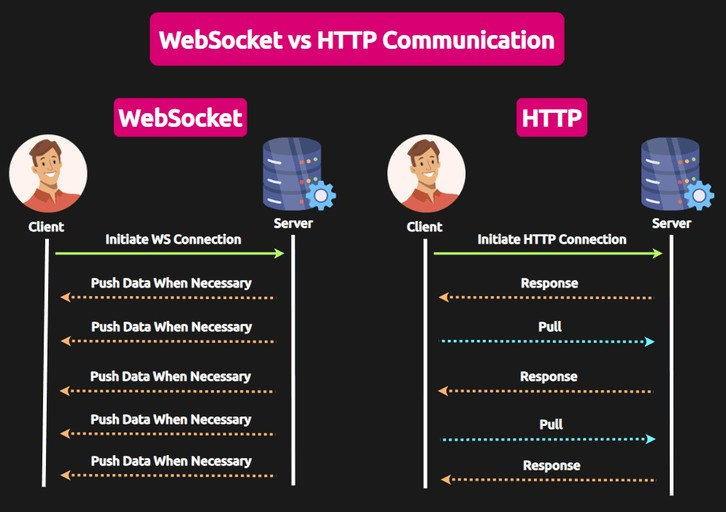 WebSocket vs HTTP Communication
WebSocket
HTTP
Client
Server
Initiate WS Connection
Push Data When Necessary
Push Data When Necessary
Push Data When Necessary
Push Data When Necessary
Push Data When Necessary
Client
Server
Initiate HTTP Connection
Response
Pull
Response
Pull
Response